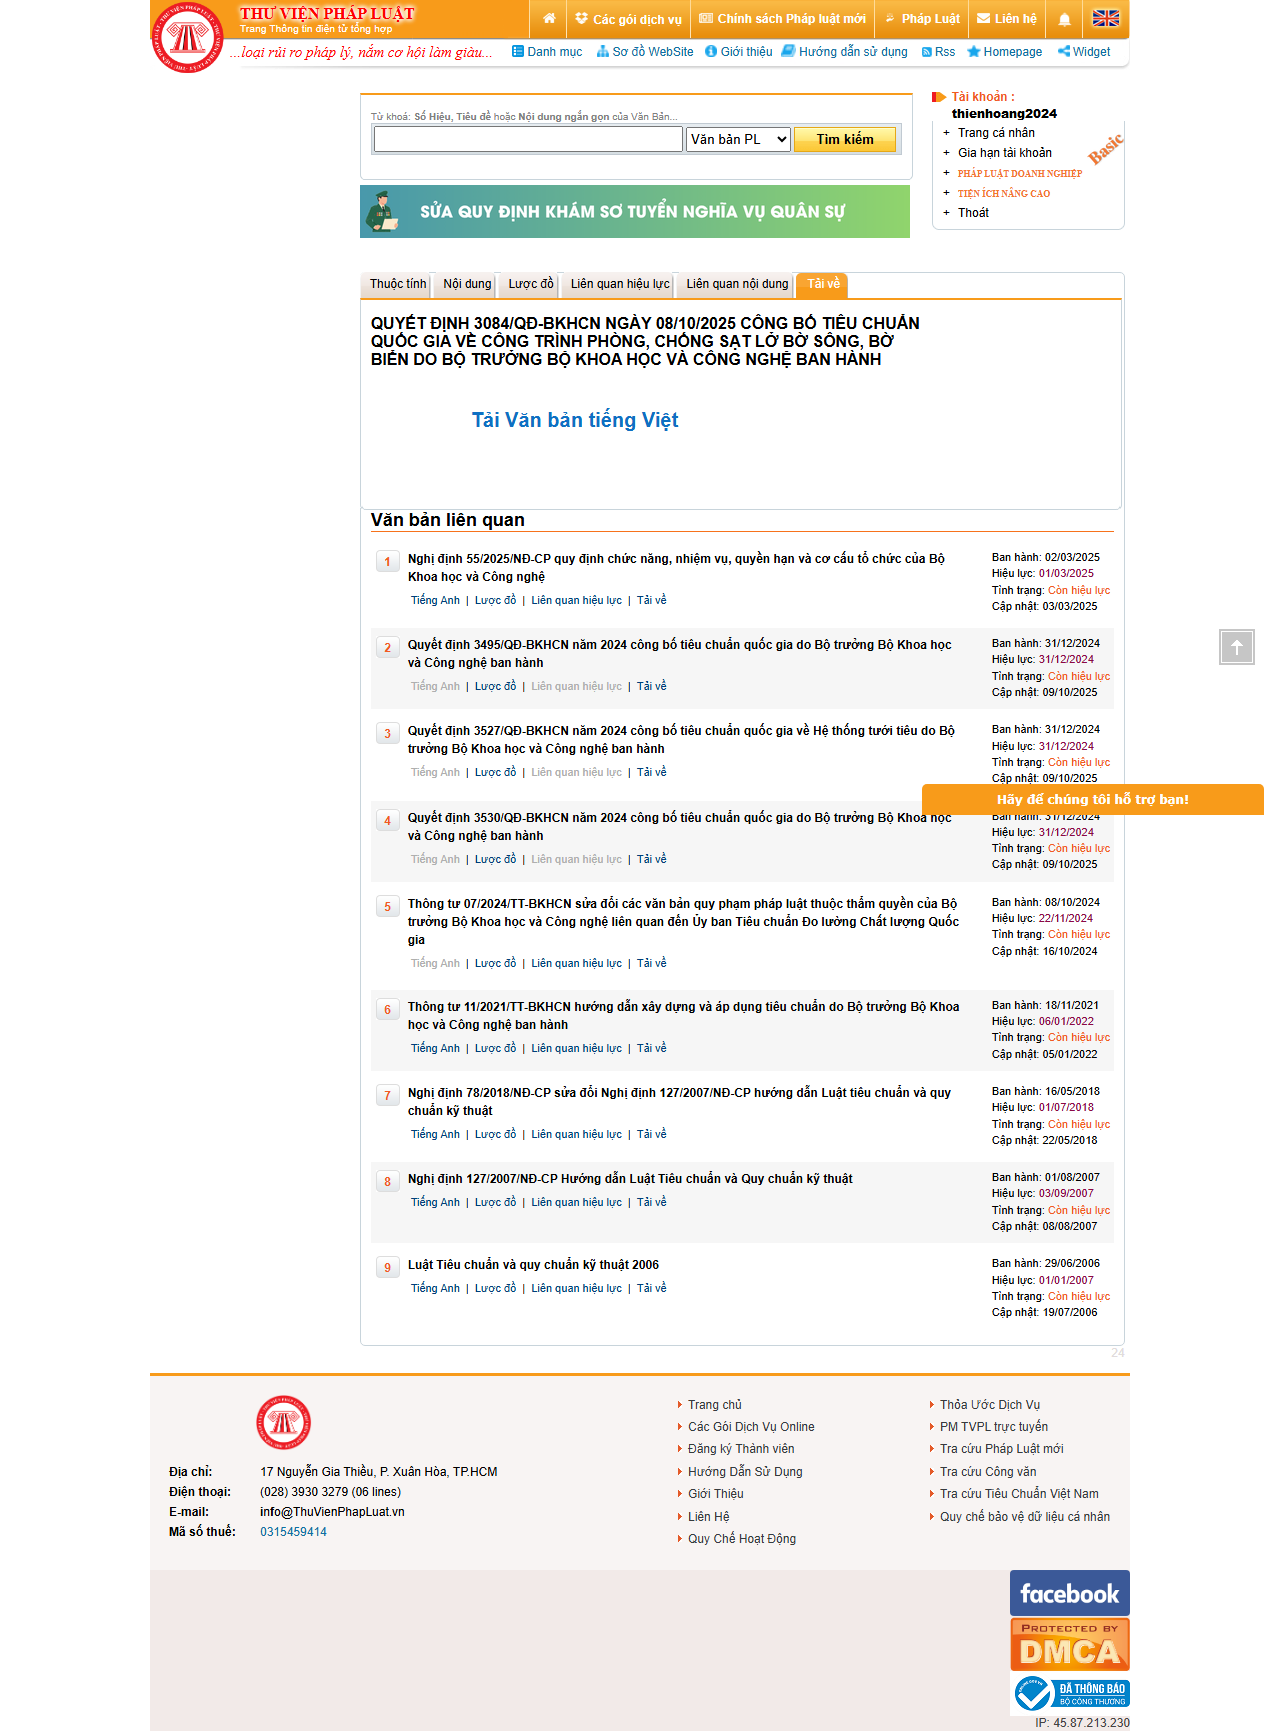 THƯ VIỆN PHÁP LUẬT
Trang Thông tin điện tử tổng hợp
Các gói dịch vụ
Chính sách Pháp luật mới
Pháp Luật
Liên hệ
...loại rủi ro pháp lý, nắm cơ hội làm giàu...
Danh mục
Sơ đồ WebSite
Giới thiệu
Hướng dẫn sử dụng
Rss
Homepage
Widget
Từ khoá: Số Hiệu, Tiêu đề hoặc Nội dung ngắn gọn của Văn Bản...
Văn bản PL
Tìm kiếm
Tài khoản :
thienhoang2024
+ Trang cá nhân
+ Gia hạn tài khoản
+ PHÁP LUẬT DOANH NGHIỆP
+ TIỆN ÍCH NÂNG CAO
+ Thoát
Basic
SỬA QUY ĐỊNH KHÁM SƠ TUYỂN NGHĨA VỤ QUÂN SỰ
Thuộc tính
Nội dung
Lược đồ
Liên quan hiệu lực
Liên quan nội dung
Tải về
QUYẾT ĐỊNH 3084/QĐ-BKHCN NGÀY 08/10/2025 CÔNG BỐ TIÊU CHUẨN
QUỐC GIA VỀ CÔNG TRÌNH PHÒNG, CHỐNG SẠT LỞ BỜ SÔNG, BỜ
BIỂN DO BỘ TRƯỞNG BỘ KHOA HỌC VÀ CÔNG NGHỆ BAN HÀNH
Tải Văn bản tiếng Việt
Văn bản liên quan
1
Nghị định 55/2025/NĐ-CP quy định chức năng, nhiệm vụ, quyền hạn và cơ cấu tổ chức của Bộ
Khoa học và Công nghệ
Tiếng Anh | Lược đồ | Liên quan hiệu lực | Tải về
Ban hành: 02/03/2025
Hiệu lực: 01/03/2025
Tình trạng: Còn hiệu lực
Cập nhật: 03/03/2025
2
Quyết định 3495/QĐ-BKHCN năm 2024 công bố tiêu chuẩn quốc gia do Bộ trưởng Bộ Khoa học
và Công nghệ ban hành
Tiếng Anh | Lược đồ | Liên quan hiệu lực | Tải về
Ban hành: 31/12/2024
Hiệu lực: 31/12/2024
Tình trạng: Còn hiệu lực
Cập nhật: 09/10/2025
3
Quyết định 3527/QĐ-BKHCN năm 2024 công bố tiêu chuẩn quốc gia về Hệ thống tưới tiêu do Bộ
trưởng Bộ Khoa học và Công nghệ ban hành
Tiếng Anh | Lược đồ | Liên quan hiệu lực | Tải về
Ban hành: 31/12/2024
Hiệu lực: 31/12/2024
Tình trạng: Còn hiệu lực
Cập nhật: 09/10/2025
Hãy để chúng tôi hỗ trợ bạn!
4
Quyết định 3530/QĐ-BKHCN năm 2024 công bố tiêu chuẩn quốc gia do Bộ trưởng Bộ Khoa học
và Công nghệ ban hành
Tiếng Anh | Lược đồ | Liên quan hiệu lực | Tải về
Ban hành: 31/12/2024
Hiệu lực: 31/12/2024
Tình trạng: Còn hiệu lực
Cập nhật: 09/10/2025
5
Thông tư 07/2024/TT-BKHCN sửa đổi các văn bản quy phạm pháp luật thuộc thẩm quyền của Bộ
trưởng Bộ Khoa học và Công nghệ liên quan đến Ủy ban Tiêu chuẩn Đo lường Chất lượng Quốc
gia
Tiếng Anh | Lược đồ | Liên quan hiệu lực | Tải về
Ban hành: 08/10/2024
Hiệu lực: 22/11/2024
Tình trạng: Còn hiệu lực
Cập nhật: 16/10/2024
6
Thông tư 11/2021/TT-BKHCN hướng dẫn xây dựng và áp dụng tiêu chuẩn do Bộ trưởng Bộ Khoa
học và Công nghệ ban hành
Tiếng Anh | Lược đồ | Liên quan hiệu lực | Tải về
Ban hành: 18/11/2021
Hiệu lực: 06/01/2022
Tình trạng: Còn hiệu lực
Cập nhật: 05/01/2022
7
Nghị định 78/2018/NĐ-CP sửa đổi Nghị định 127/2007/NĐ-CP hướng dẫn Luật tiêu chuẩn và quy
chuẩn kỹ thuật
Tiếng Anh | Lược đồ | Liên quan hiệu lực | Tải về
Ban hành: 16/05/2018
Hiệu lực: 01/07/2018
Tình trạng: Còn hiệu lực
Cập nhật: 22/05/2018
8
Nghị định 127/2007/NĐ-CP Hướng dẫn Luật Tiêu chuẩn và Quy chuẩn kỹ thuật
Tiếng Anh | Lược đồ | Liên quan hiệu lực | Tải về
Ban hành: 01/08/2007
Hiệu lực: 03/09/2007
Tình trạng: Còn hiệu lực
Cập nhật: 08/08/2007
9
Luật Tiêu chuẩn và quy chuẩn kỹ thuật 2006
Tiếng Anh | Lược đồ | Liên quan hiệu lực | Tải về
Ban hành: 29/06/2006
Hiệu lực: 01/01/2007
Tình trạng: Còn hiệu lực
Cập nhật: 19/07/2006
24
Địa chỉ: 17 Nguyễn Gia Thiều, P. Xuân Hòa, TP.HCM
Điện thoại: (028) 3930 3279 (06 lines)
E-mail: info@ThuVienPhapLuat.vn
Mã số thuế: 0315459414
Trang chủ
Các Gói Dịch Vụ Online
Đăng ký Thành viên
Hướng Dẫn Sử Dụng
Giới Thiệu
Liên Hệ
Quy Chế Hoạt Động
Thỏa Ước Dịch Vụ
PM TVPL trực tuyến
Tra cứu Pháp Luật mới
Tra cứu Công văn
Tra cứu Tiêu Chuẩn Việt Nam
Quy chế bảo vệ dữ liệu cá nhân
facebook
PROTECTED BY
DMCA
ĐÃ THÔNG BÁO
BỘ CÔNG THƯƠNG
IP: 45.87.213.230